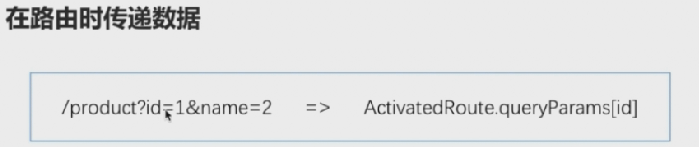 在路由时传递数据
/product?id=1&name=2 => ActivatedRoute.queryParams[id]